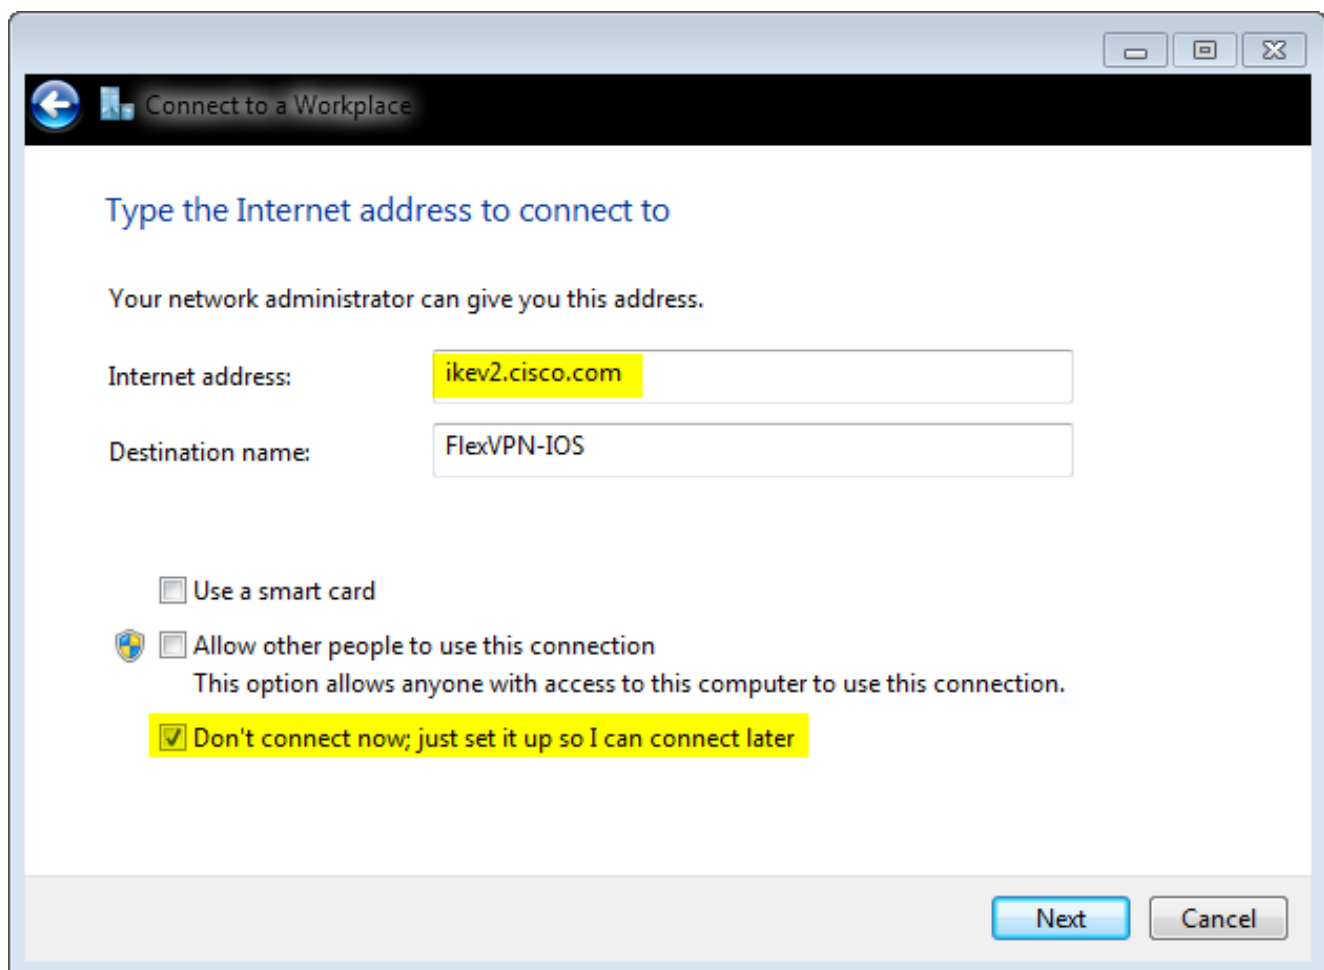 Connect to a Workplace
Type the Internet address to connect to
Your network administrator can give you this address.
Internet address: ikev2.cisco.com
Destination name: FlexVPN-IOS
Use a smart card
Allow other people to use this connection
This option allows anyone with access to this computer to use this connection.
Don't connect now; just set it up so I can connect later
Next Cancel